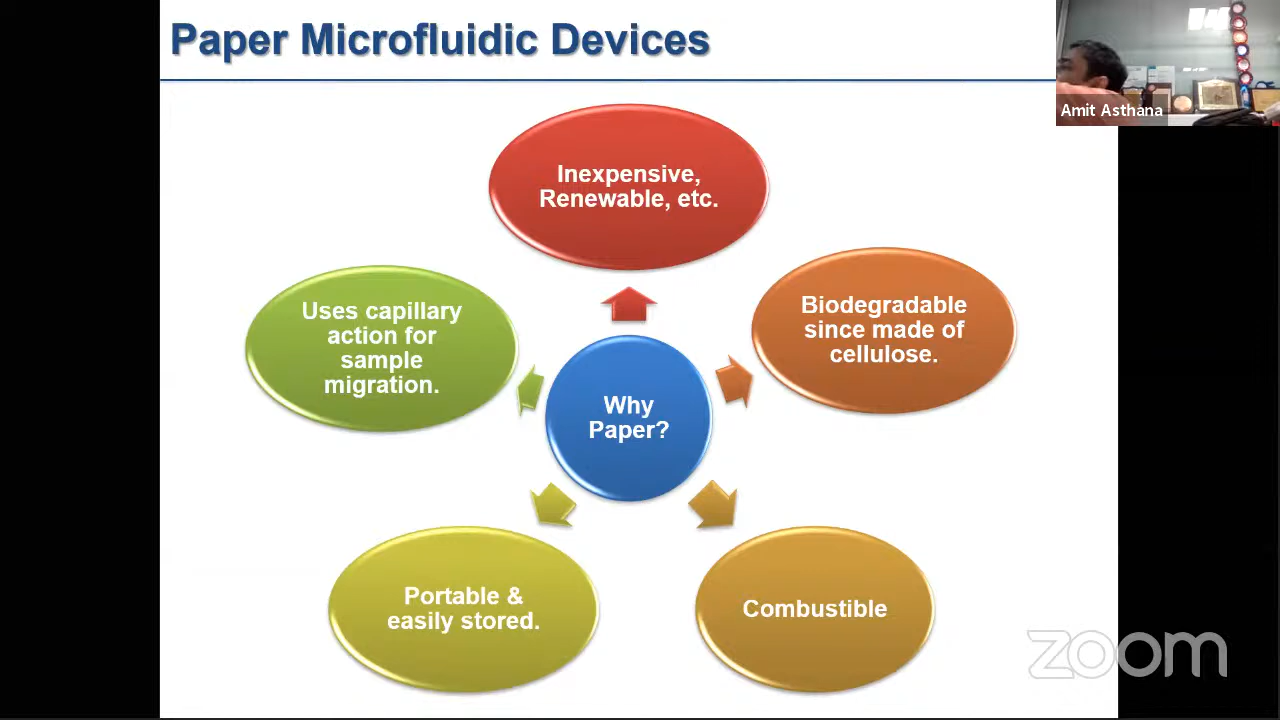 Paper Microfluidic Devices
Amit Asthana
Inexpensive,
Renewable, etc.
Biodegradable
since made of
cellulose.
Combustible
Portable &
easily stored.
Uses capillary
action for
sample
migration.
Why
Paper?
zoom